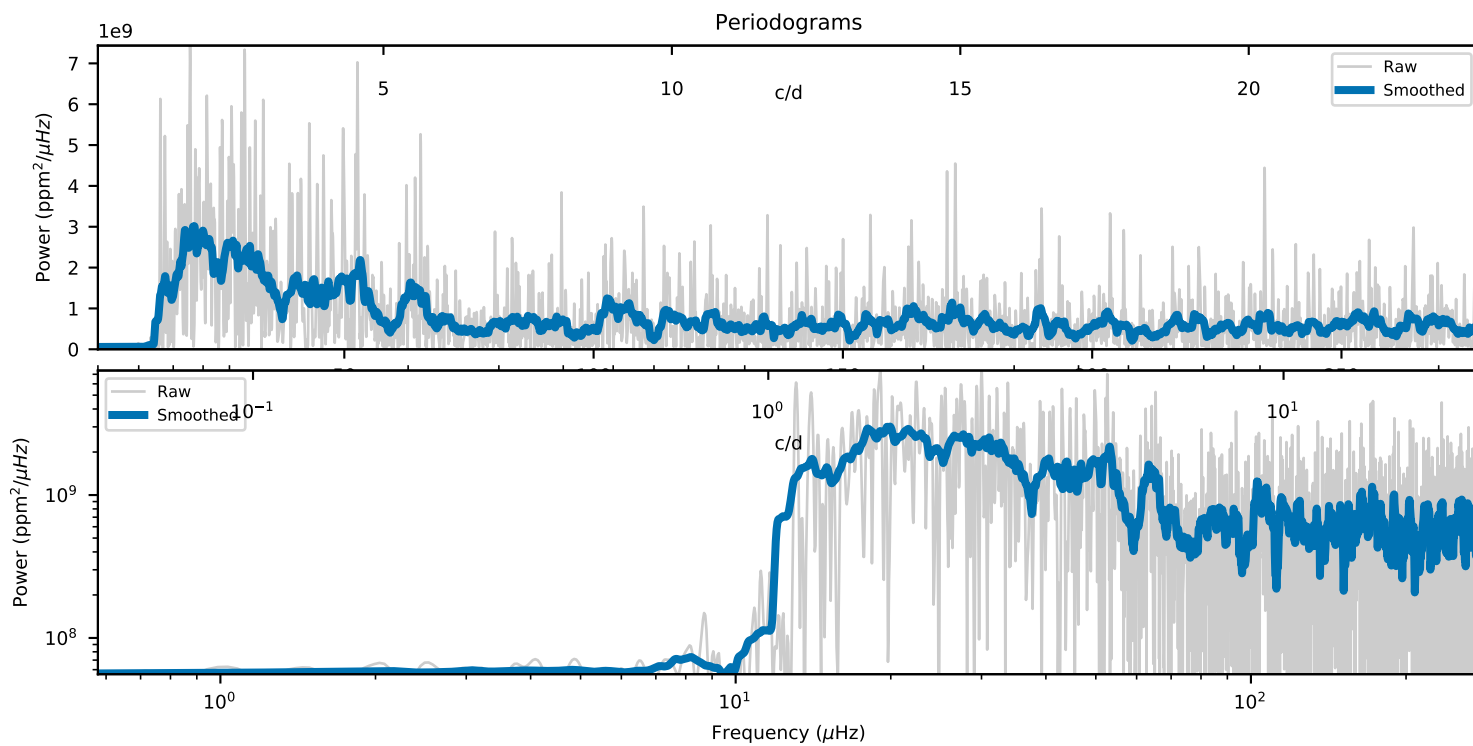 Periodograms
1e9
5 10 15 20
c/d
Raw
Smoothed
7
6
5
4
3
2
1
0
Power (ppm²/μHz)
Raw
Smoothed
10⁻¹ 10⁰ 10¹
c/d
10⁹
10⁸
Power (ppm²/μHz)
10⁰ 10¹ 10²
Frequency (μHz)